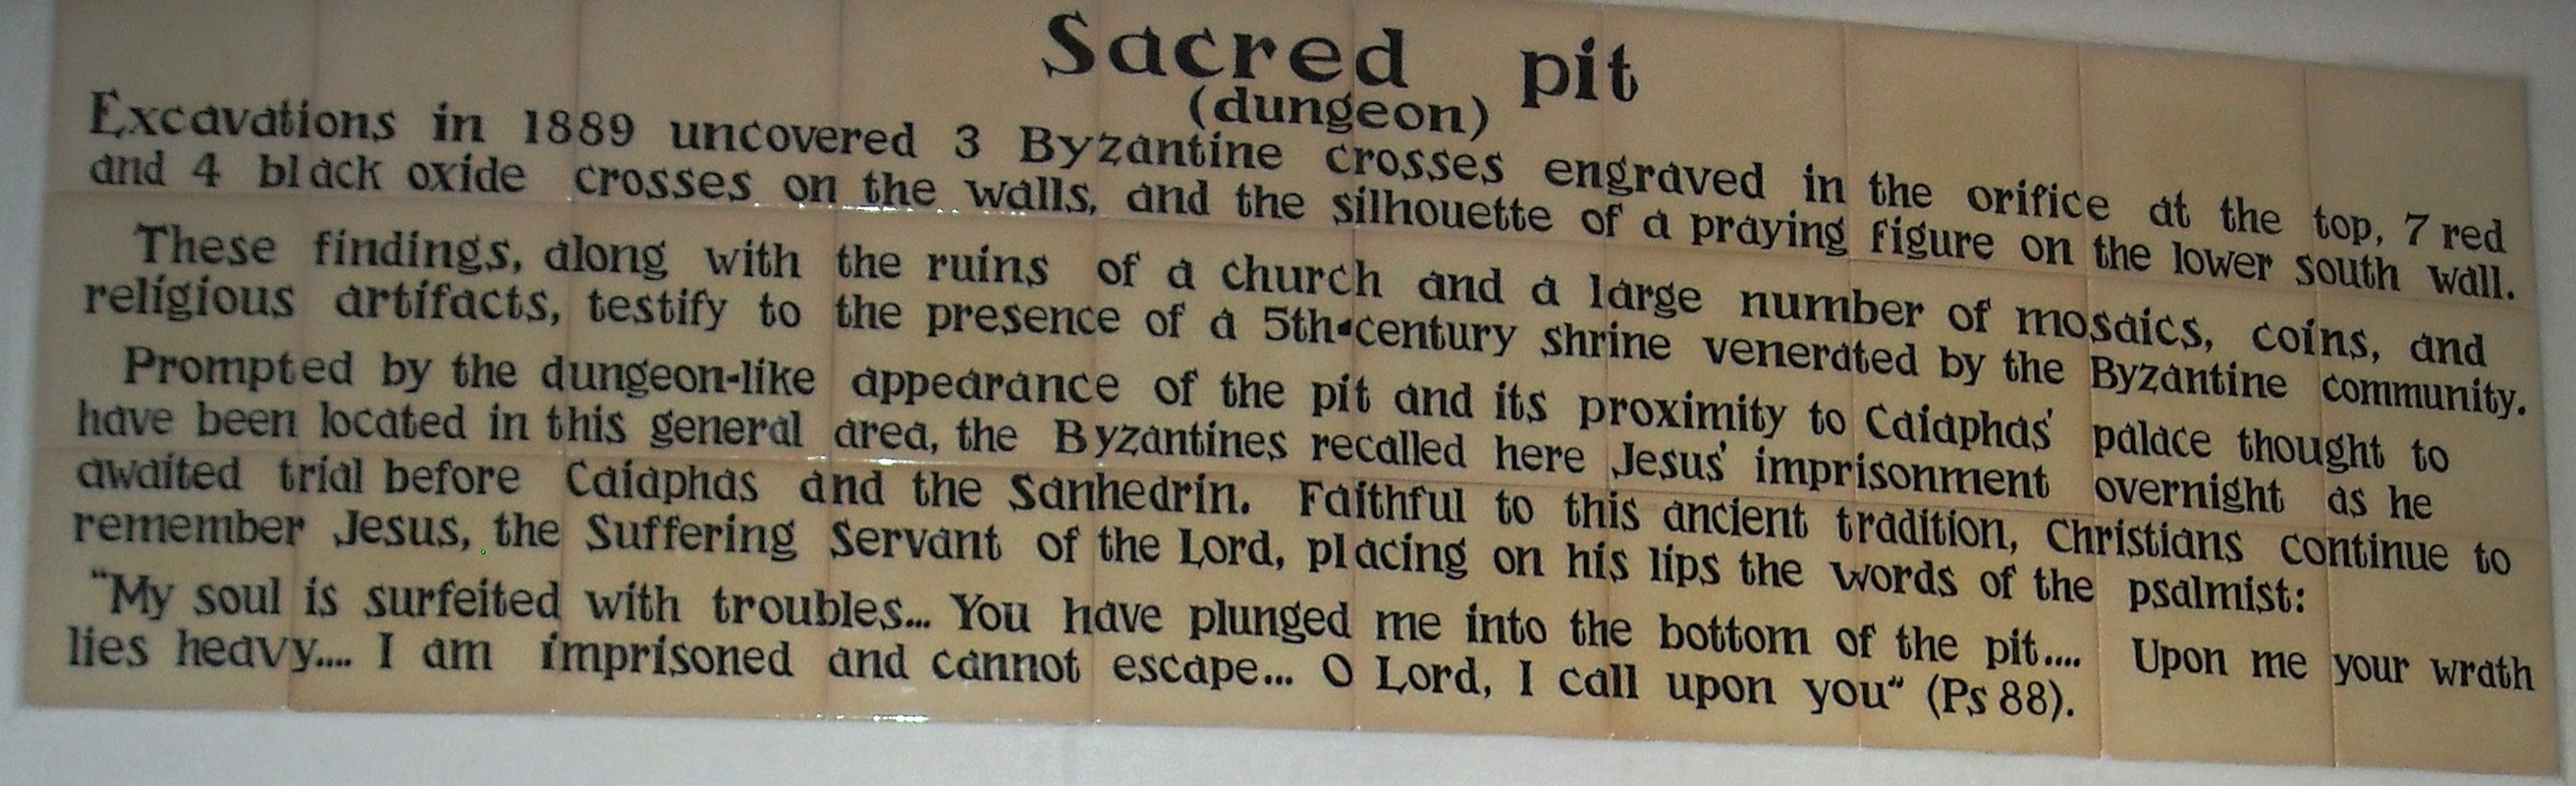 Sacred pit
(dungeon)
Excavations in 1889 uncovered 3 Byzantine crosses engraved in the orifice at the top, 7 red
and 4 black oxide crosses on the walls, and the silhouette of a praying figure on the lower south wall.
These findings, along with the ruins of a church and a large number of mosaics, coins, and
religious artifacts, testify to the presence of a 5th-century shrine venerated by the Byzantine community.
Prompted by the dungeon-like appearance of the pit and its proximity to Caiaphas' palace thought to
have been located in this general area, the Byzantines recalled here Jesus' imprisonment overnight as he
awaited trial before Caiaphas and the Sanhedrin. Faithful to this ancient tradition, Christians continue to
remember Jesus, the Suffering Servant of the Lord, placing on his lips the words of the psalmist:
"My soul is surfeited with troubles... You have plunged me into the bottom of the pit.... Upon me your wrath
lies heavy.... I am imprisoned and cannot escape... O Lord, I call upon you" (Ps 88).